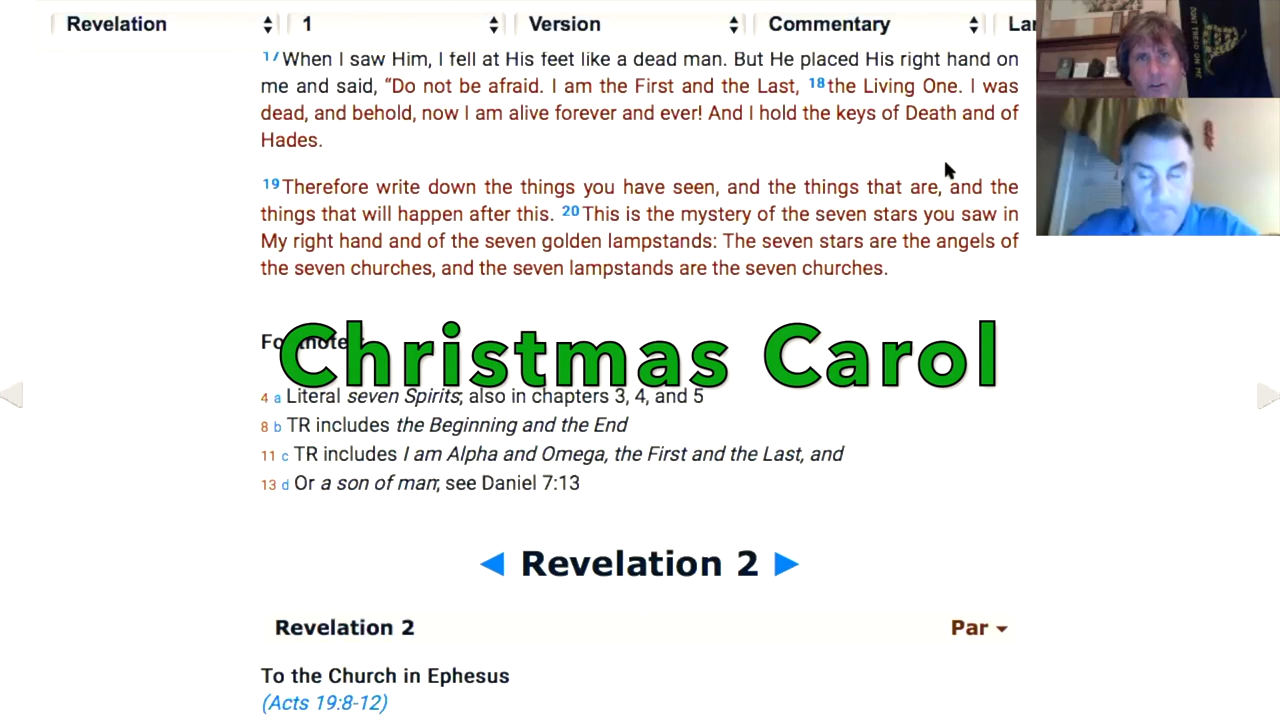 Revelation 1 Version Commentary Lar
17 When I saw Him, I fell at His feet like a dead man. But He placed His right hand on
me and said, “Do not be afraid. I am the First and the Last, 18 the Living One. I was
dead, and behold, now I am alive forever and ever! And I hold the keys of Death and of
Hades.
19 Therefore write down the things you have seen, and the things that are, and the
things that will happen after this. 20 This is the mystery of the seven stars you saw in
My right hand and of the seven golden lampstands: The seven stars are the angels of
the seven churches, and the seven lampstands are the seven churches.
Footnotes
Christmas Carol
4 a Literal seven Spirits; also in chapters 3, 4, and 5
8 b TR includes the Beginning and the End
11 c TR includes I am Alpha and Omega, the First and the Last, and
13 d Or a son of man; see Daniel 7:13
◄ Revelation 2 ►
Revelation 2 Par
To the Church in Ephesus
(Acts 19:8-12)
DONT TREAD ON ME